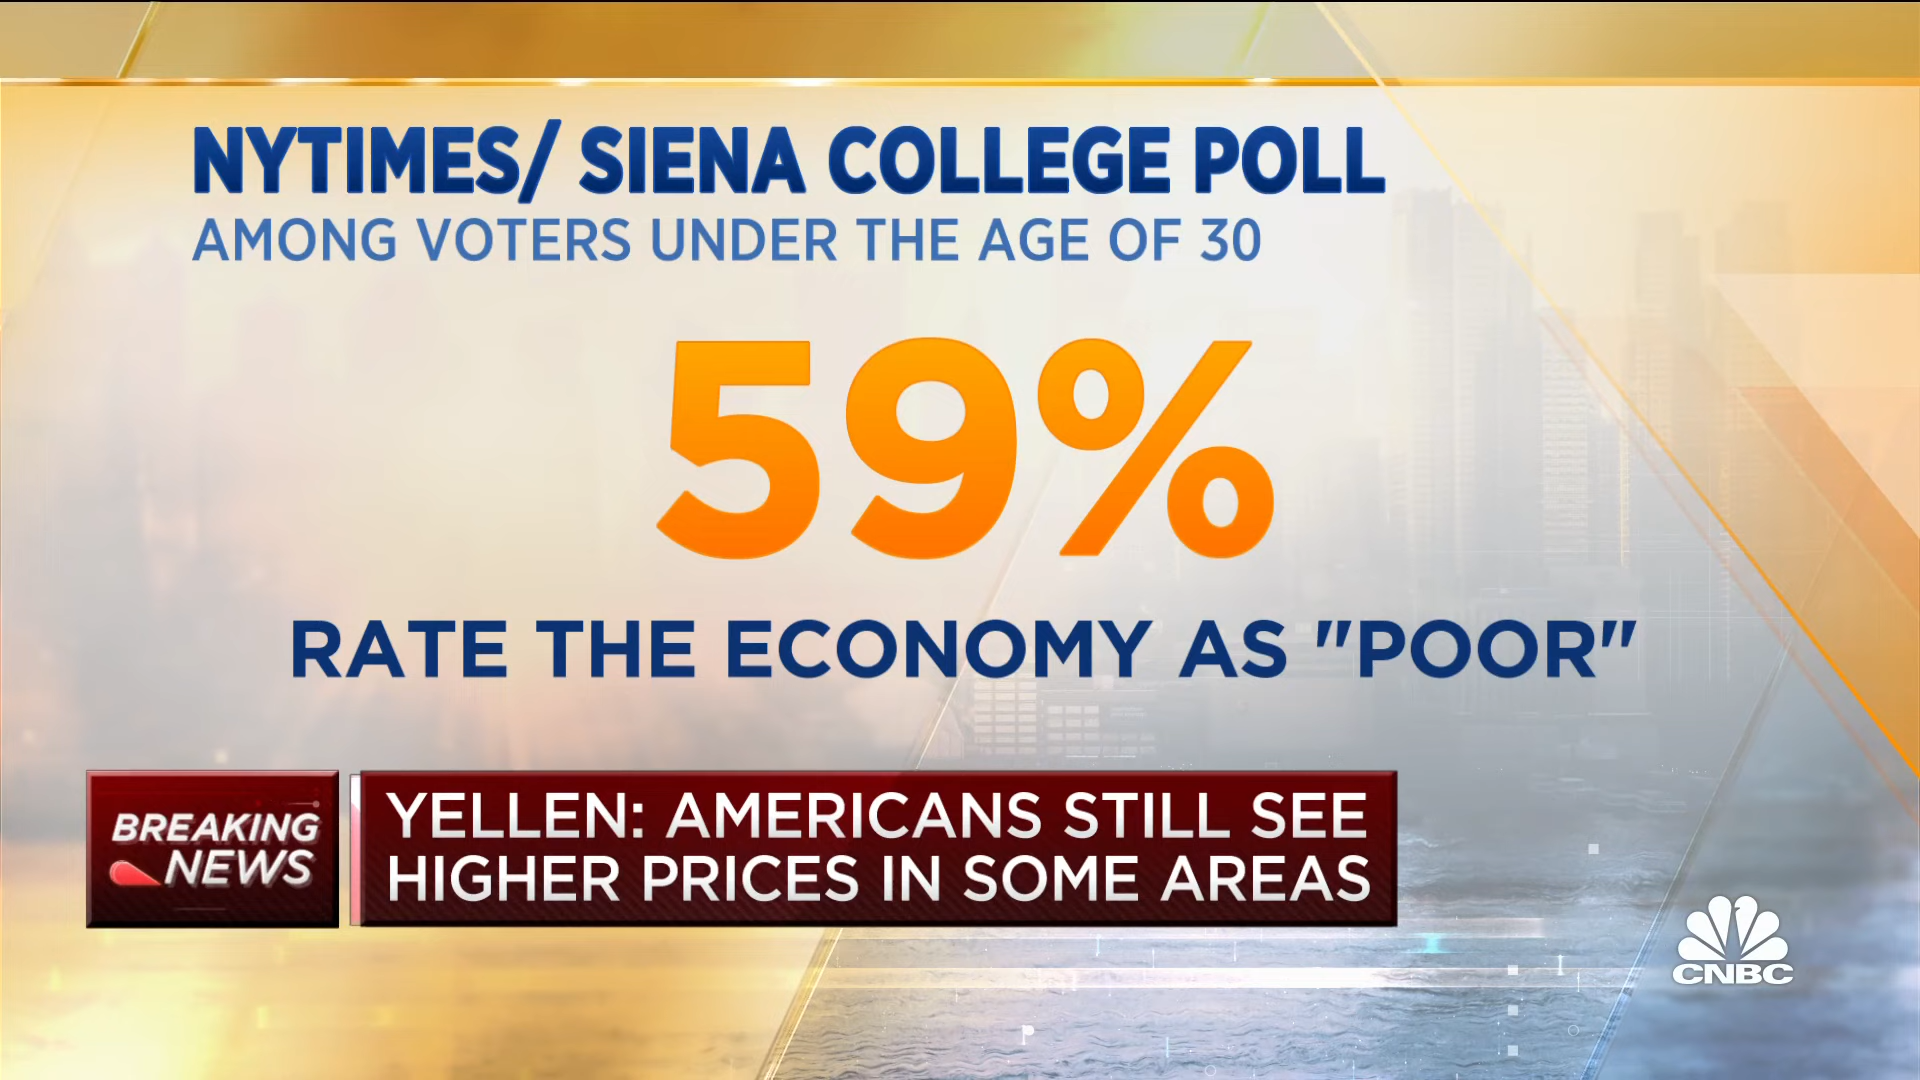 NYTIMES/ SIENA COLLEGE POLL
AMONG VOTERS UNDER THE AGE OF 30
59%
RATE THE ECONOMY AS "POOR"
BREAKING
NEWS
YELLEN: AMERICANS STILL SEE
HIGHER PRICES IN SOME AREAS
CNBC